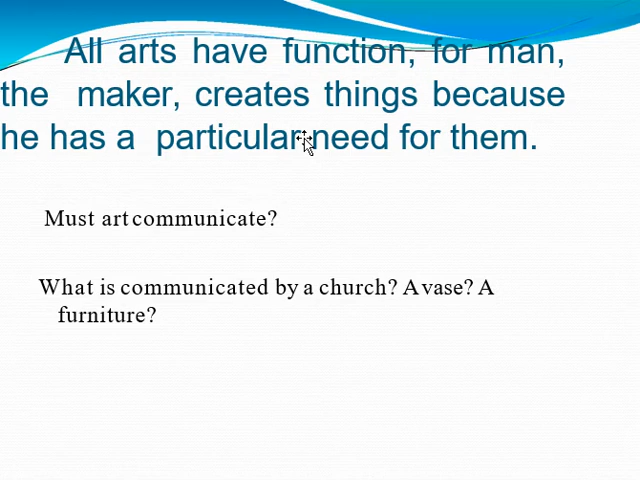 All arts have function, for man,
the maker, creates things because
he has a particular need for them.
Must art communicate?
What is communicated by a church? A vase? A
furniture?